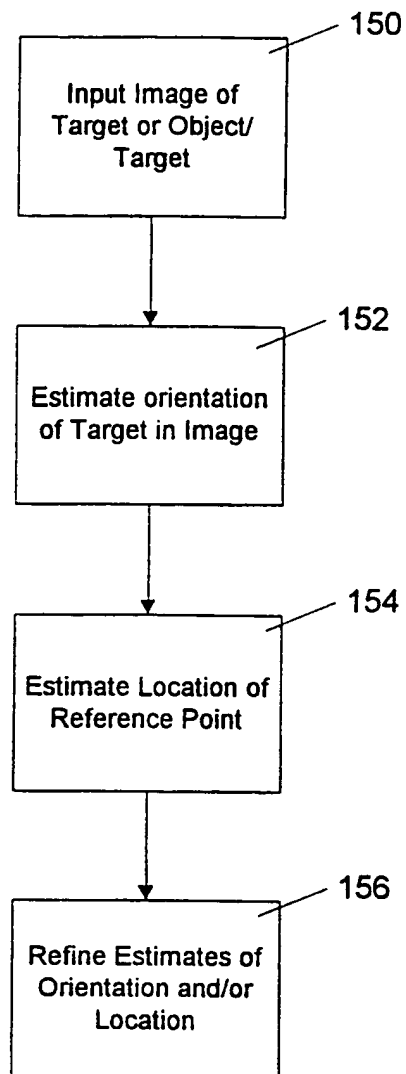 150
Input Image of
Target or Object/
Target
152
Estimate orientation
of Target in Image
154
Estimate Location of
Reference Point
156
Refine Estimates of
Orientation and/or
Location